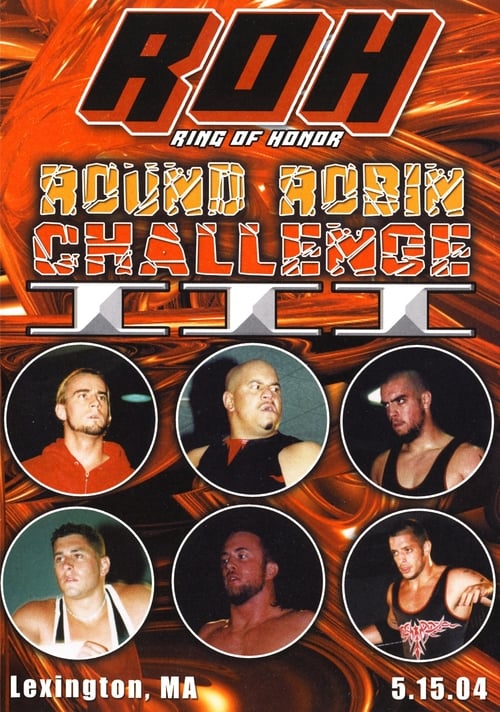 ROH
RING OF HONOR
ROUND ROBIN
CHALLENGE
III
Lexington, MA 5.15.04